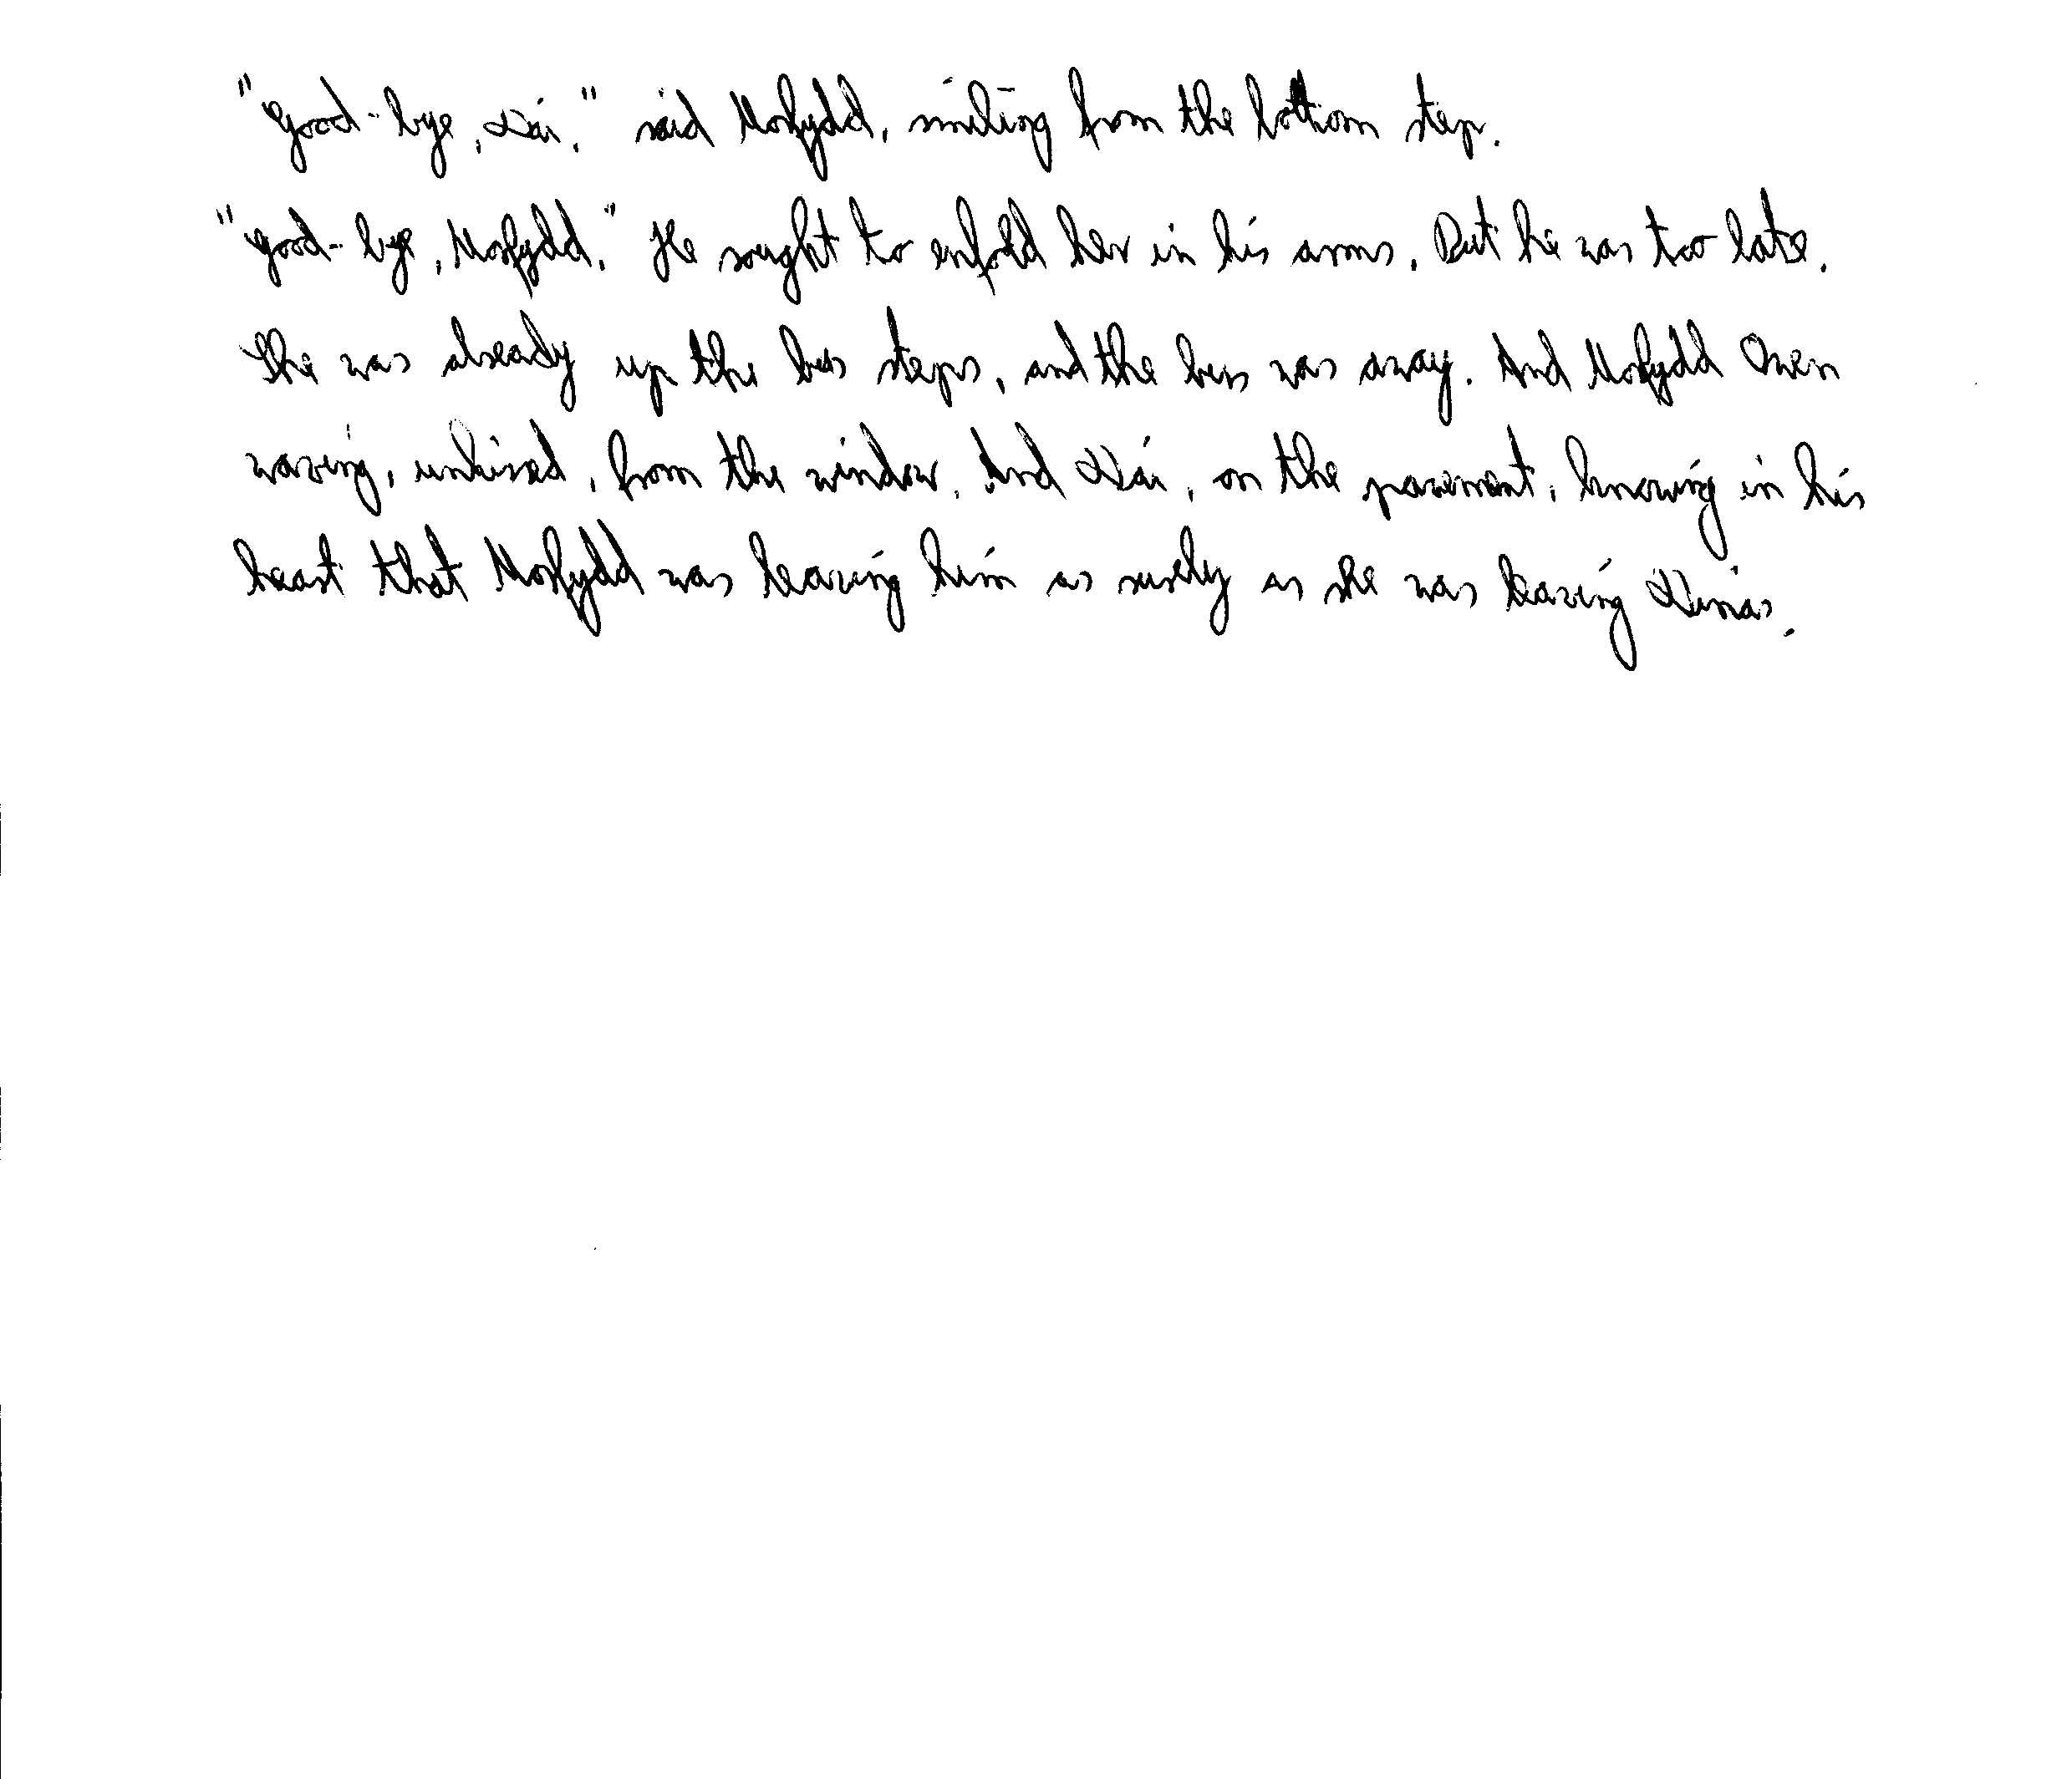 "Good-bye, Dai," said Morfydd, smiling from the bottom step.
"Good-bye, Morfydd." He sought to enfold her in his arms. But he was too late.
She was already up the bus steps, and the bus was away. And Morfydd Owen
waving, unkissed, from the window. And Dai, on the pavement, knowing in his
heart that Morfydd was leaving him as surely as she was leaving Dinas.